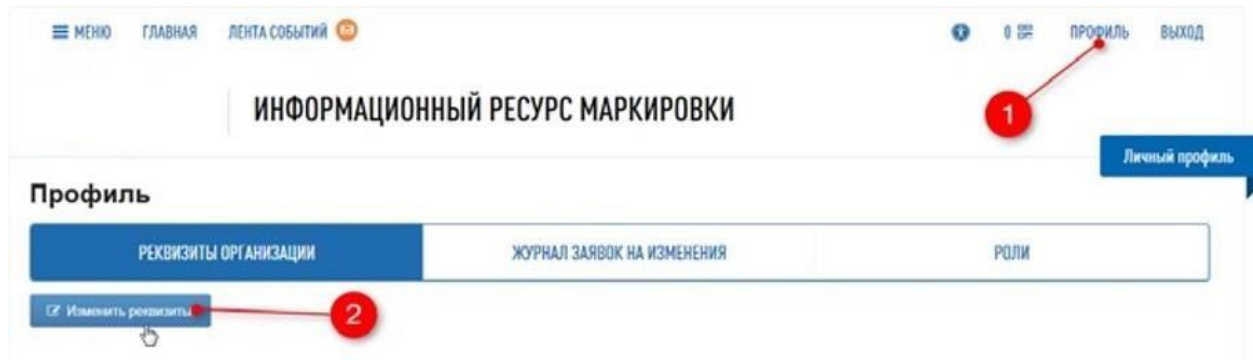 МЕНЮ ГЛАВНАЯ ЛЕНТА СОБЫТИЙ 0 ПРОФИЛЬ ВЫХОД
1
ИНФОРМАЦИОННЫЙ РЕСУРС МАРКИРОВКИ
Личный профиль
Профиль
РЕКВИЗИТЫ ОРГАНИЗАЦИИ ЖУРНАЛ ЗАЯВОК НА ИЗМЕНЕНИЯ РОЛИ
Изменить реквизиты 2